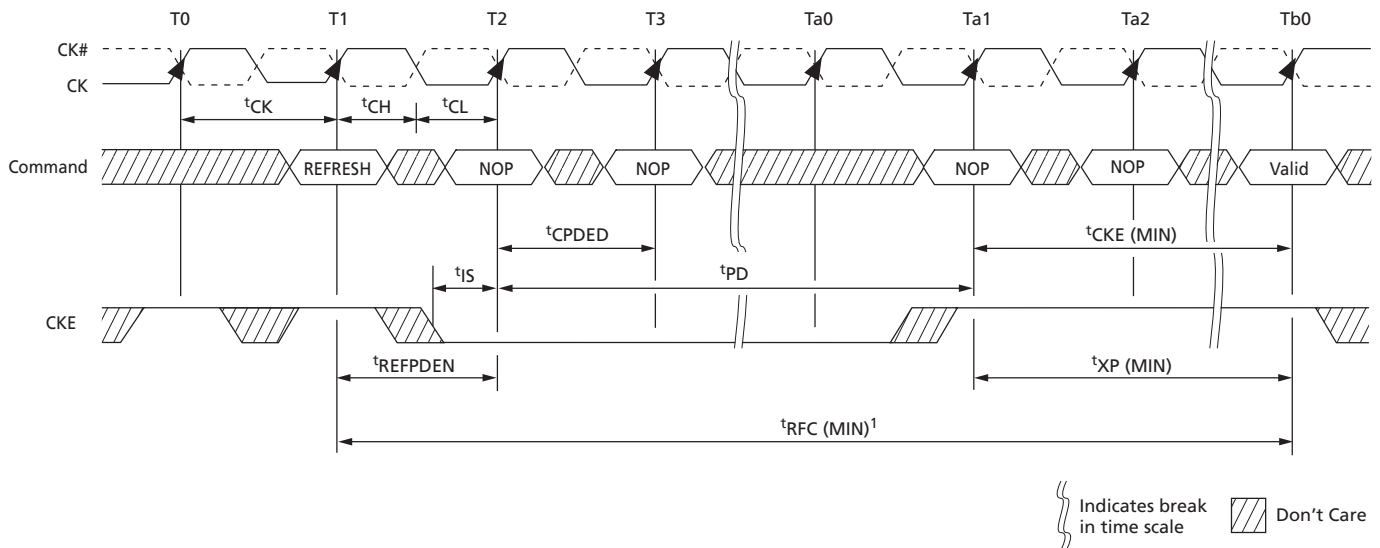 T0 T1 T2 T3 Ta0 Ta1 Ta2 Tb0
CK#
CK
tCK tCH tCL
Command REFRESH NOP NOP NOP NOP Valid
tCPDED tCKE (MIN)
tIS tPD
CKE
tREFPDEN tXP (MIN)
tRFC (MIN)1
Indicates break
in time scale
Don't Care